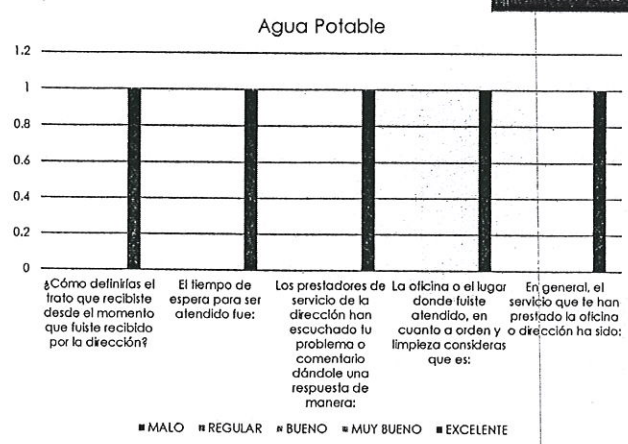 Agua Potable
1.2
1
0.8
0.6
0.4
0.2
0
¿Cómo definirías el
trato que recibiste
desde el momento
que fuiste recibido
por la dirección?
El tiempo de
espera para ser
atendido fue:
Los prestadores de
servicio de la
dirección han
escuchado tu
problema o
comentario
dándole una
respuesta de
manera:
La oficina o el lugar
donde fuiste
atendido, en
cuanto a orden y
limpieza consideras
que es:
En general, el
servicio que te han
prestado la oficina
o dirección ha sido:
MALO REGULAR BUENO MUY BUENO EXCELENTE